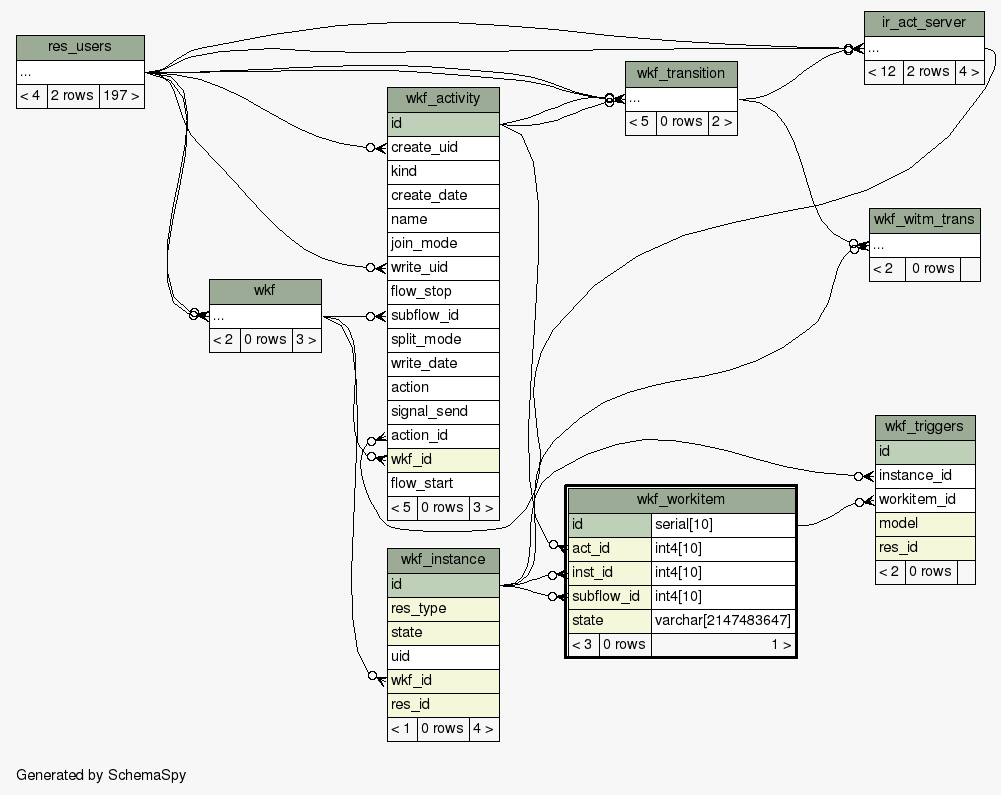 res_users
...
< 4 2 rows 197 >
ir_act_server
...
< 12 2 rows 4 >
wkf_transition
...
< 5 0 rows 2 >
wkf_activity
id
create_uid
kind
create_date
name
join_mode
write_uid
flow_stop
subflow_id
split_mode
write_date
action
signal_send
action_id
wkf_id
flow_start
< 5 0 rows 3 >
wkf_witm_trans
...
< 2 0 rows
wkf
...
< 2 0 rows 3 >
wkf_triggers
id
instance_id
workitem_id
model
res_id
< 2 0 rows
wkf_workitem
id serial[10]
act_id int4[10]
inst_id int4[10]
subflow_id int4[10]
state varchar[2147483647]
< 3 0 rows 1 >
wkf_instance
id
res_type
state
uid
wkf_id
res_id
< 1 0 rows 4 >
Generated by SchemaSpy